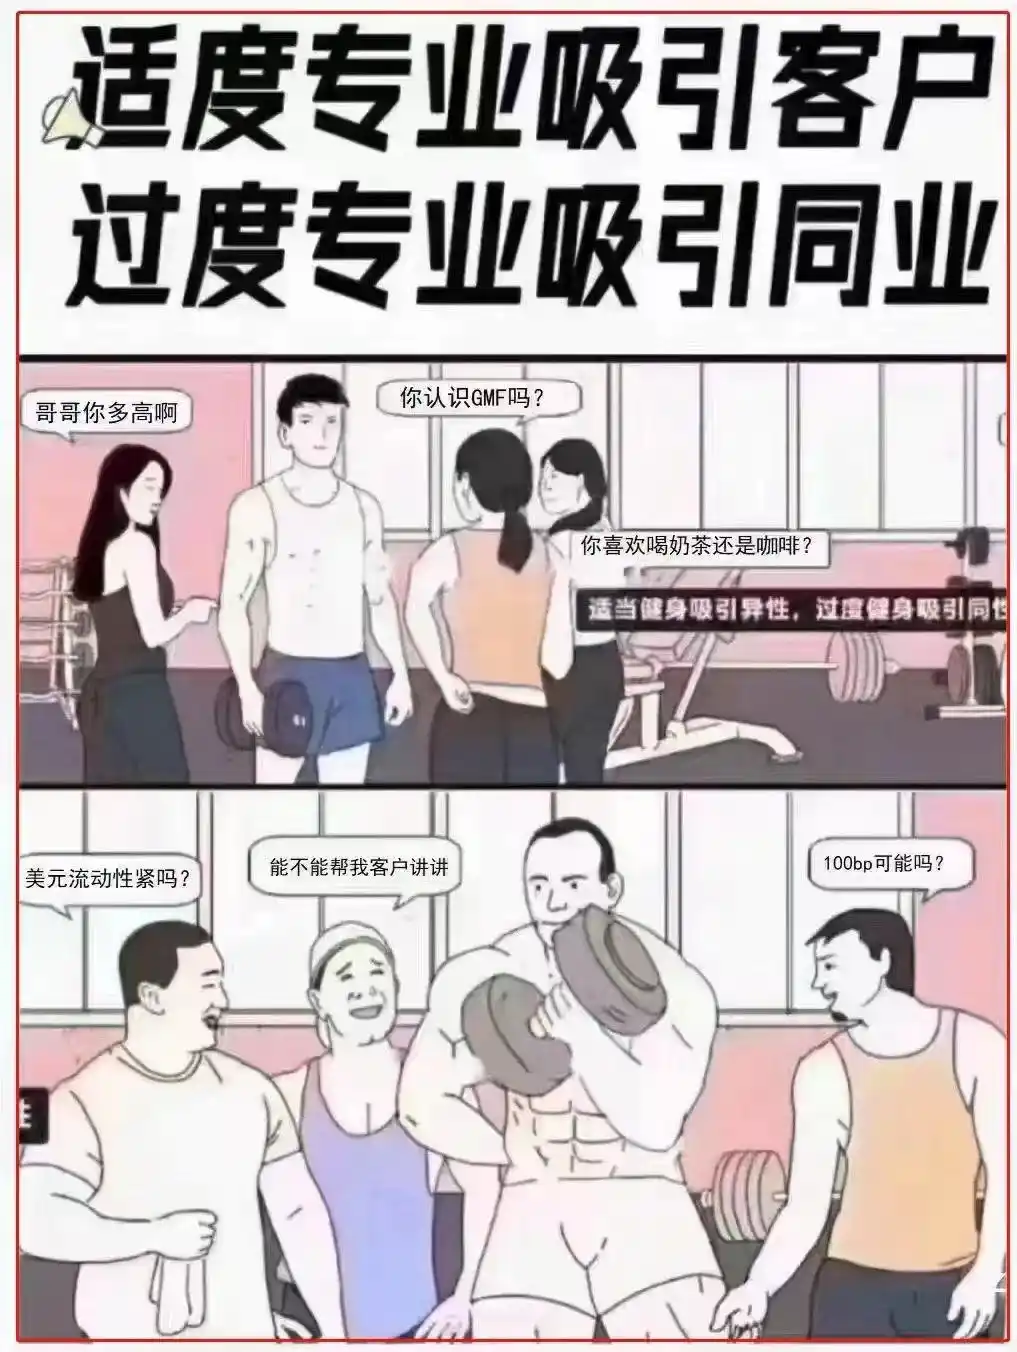 适度专业吸引客户
过度专业吸引同业
哥哥你多高啊
你认识GMF吗?
你喜欢喝奶茶还是咖啡?
适当健身吸引异性，过度健身吸引同性
美元流动性紧吗?
能不能帮我客户讲讲
100bp可能吗?
性